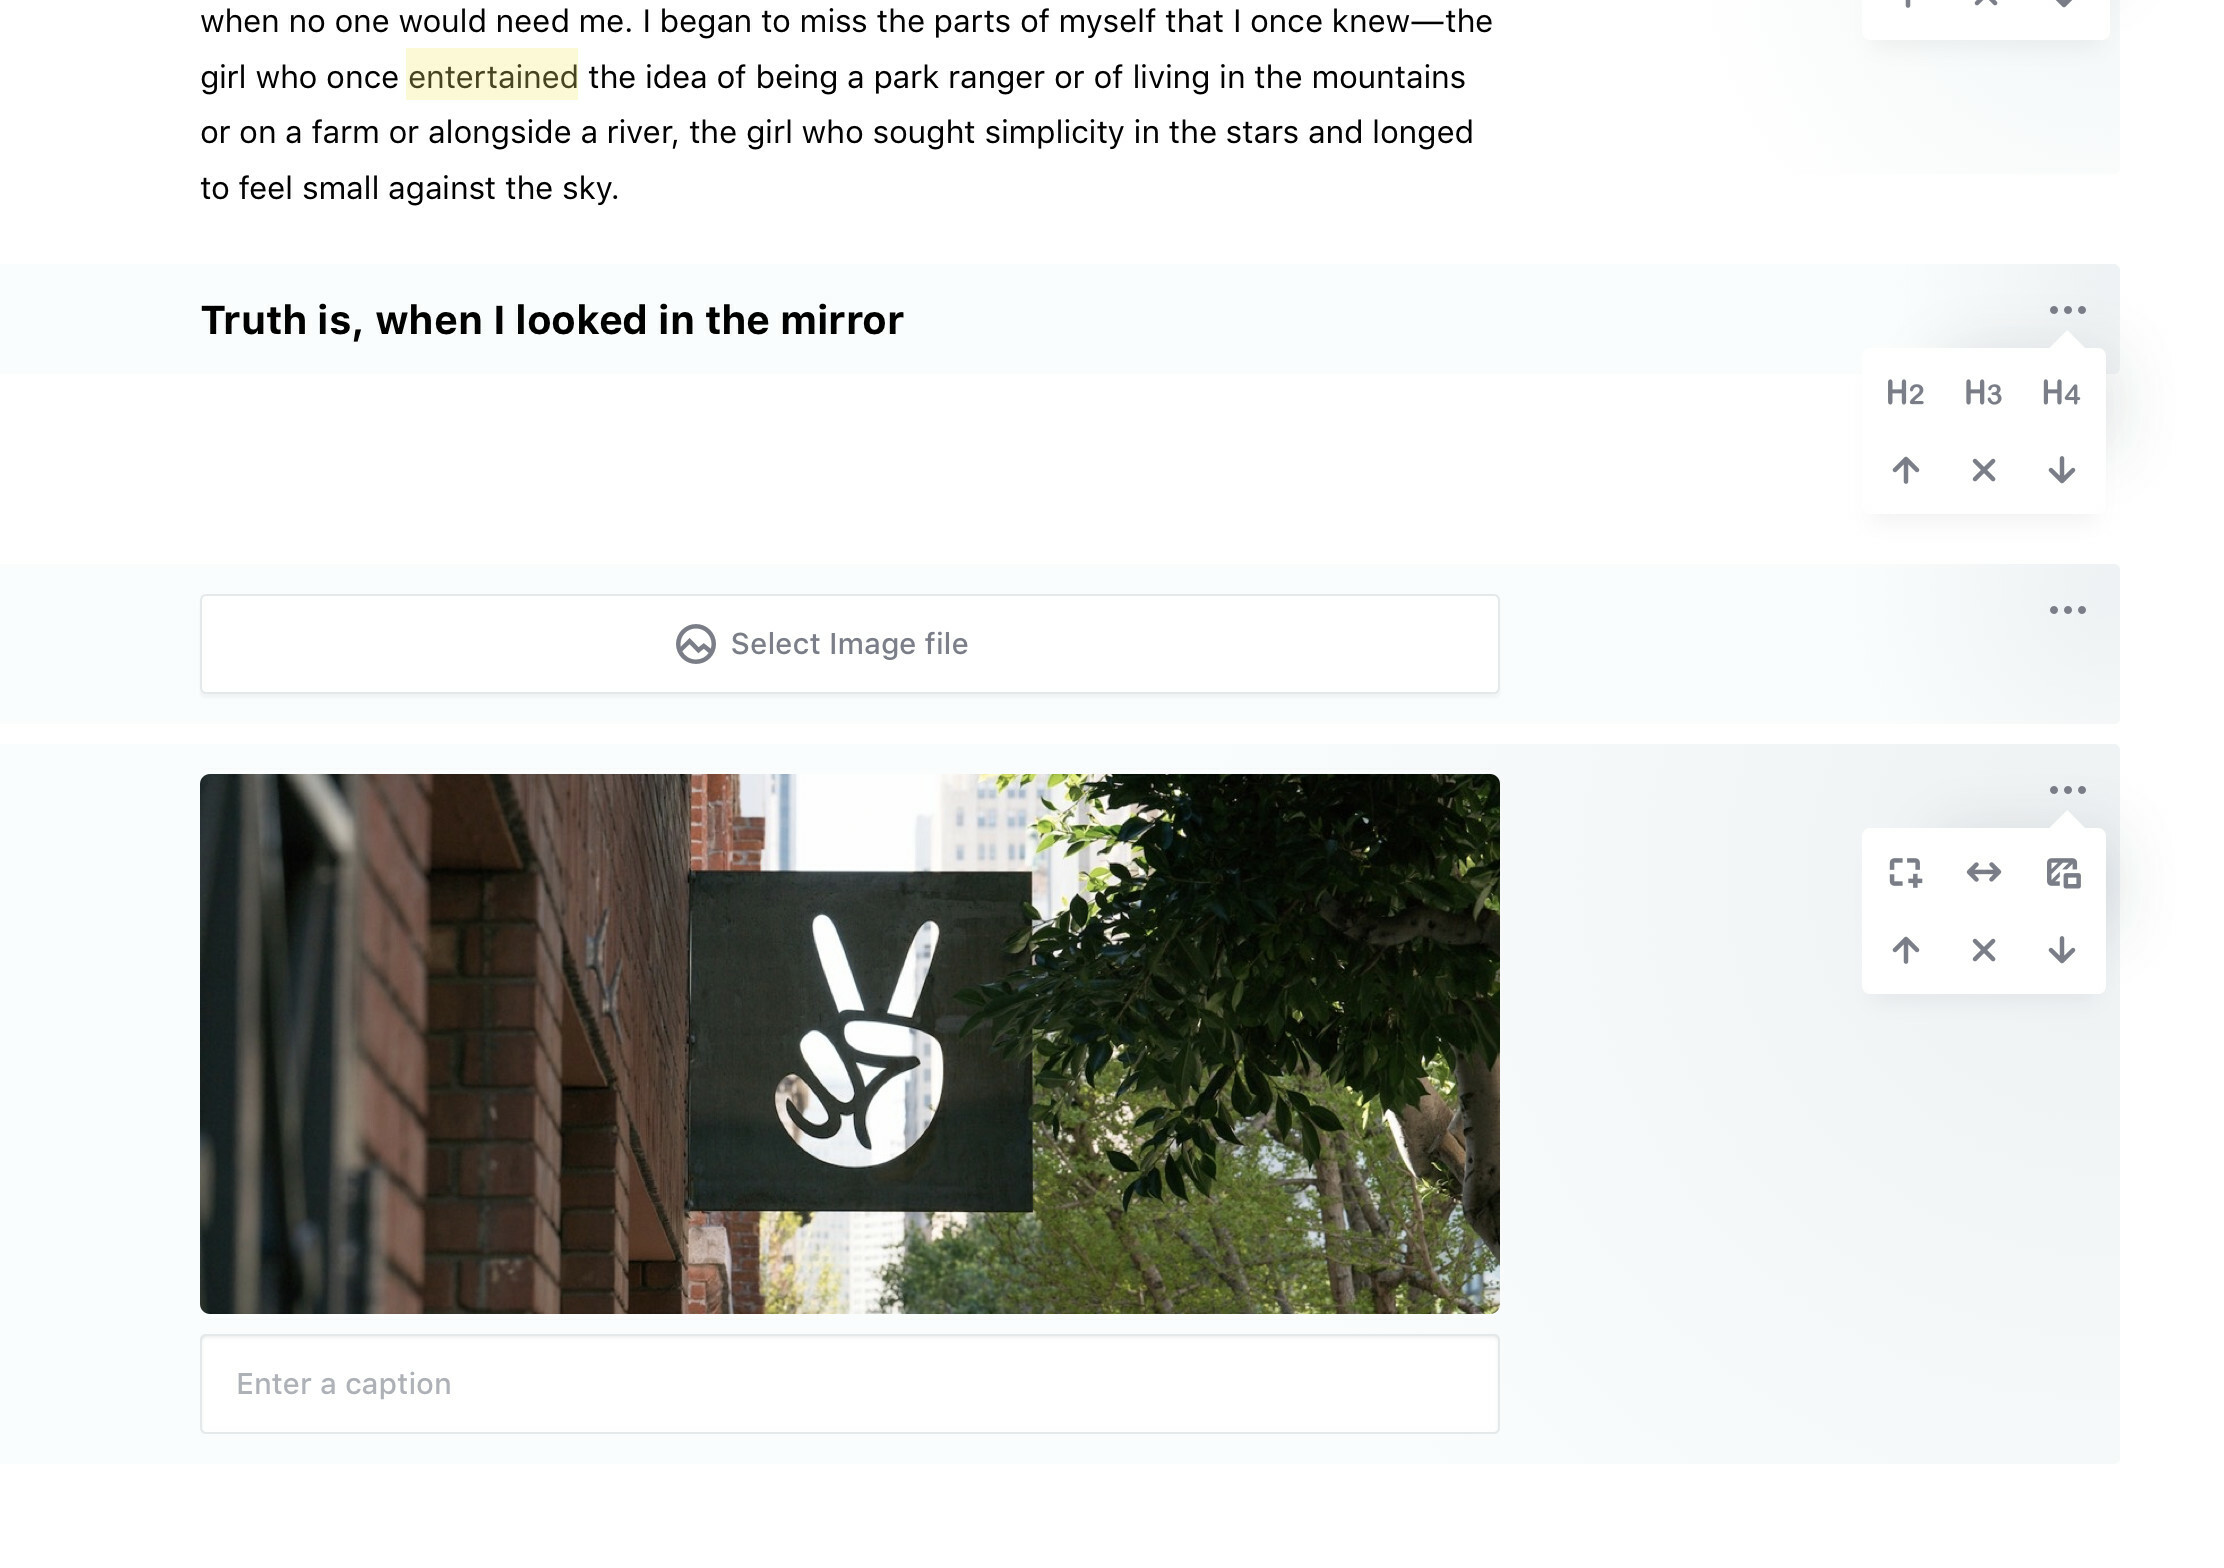 when no one would need me. I began to miss the parts of myself that I once knew—the
girl who once entertained the idea of being a park ranger or of living in the mountains
or on a farm or alongside a river, the girl who sought simplicity in the stars and longed
to feel small against the sky.
Truth is, when I looked in the mirror
H2 H3 H4
Select Image file
Enter a caption